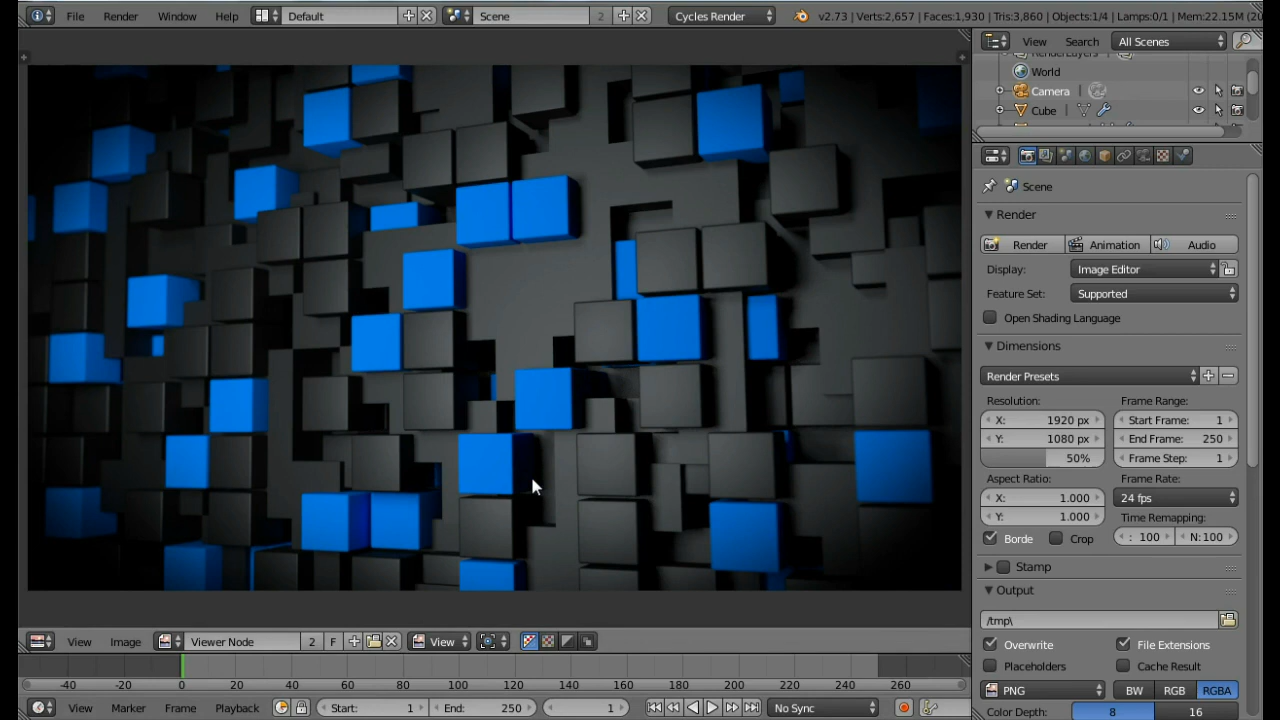 File Render Window Help Default Scene 2 Cycles Render v2.73 | Verts:2,657 | Faces:1,930 | Tris:3,860 | Objects:1/4 | Lamps:0/1 | Mem:22.15M
View Search All Scenes
RenderLayers
World
Camera
Cube
Scene
Render
Render Animation Audio
Display: Image Editor
Feature Set: Supported
Open Shading Language
Dimensions
Render Presets
Resolution: Frame Range:
X: 1920 px Start Frame: 1
Y: 1080 px End Frame: 250
50% Frame Step: 1
Aspect Ratio: Frame Rate:
X: 1.000 24 fps
Y: 1.000 Time Remapping:
Borde Crop : 100 N:100
Stamp
Output
/tmp\
Overwrite File Extensions
Placeholders Cache Result
PNG BW RGB RGBA
Color Depth: 8 16
View Image Viewer Node 2 F View
-40 -20 0 20 40 60 80 100 120 140 160 180 200 220 240 260
View Marker Frame Playback Start: 1 End: 250 1 No Sync